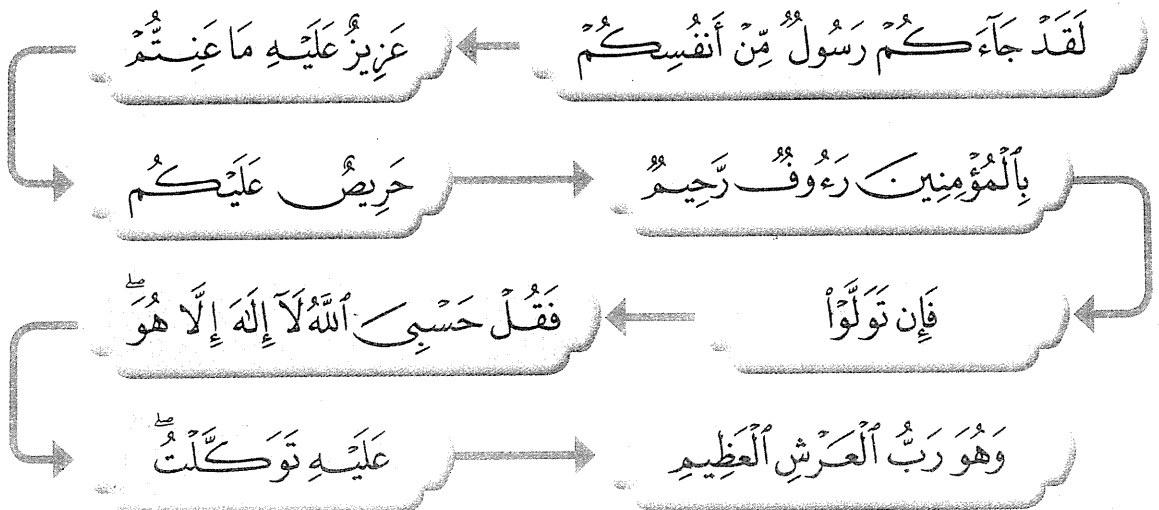 لَقَدْ جَآءَكُمْ رَسُولٌ مِّنْ أَنفُسِكُمْ
عَزِيزٌ عَلَيْهِ مَا عَنِتُّمْ
حَرِيصٌ عَلَيْكُم
بِٱلْمُؤْمِنِينَ رَءُوفٌ رَّحِيمٌ
فَإِن تَوَلَّوْا۟
فَقُلْ حَسْبِىَ ٱللَّهُ لَآ إِلَٰهَ إِلَّا هُوَ ۖ
عَلَيْهِ تَوَكَّلْتُ ۖ
وَهُوَ رَبُّ ٱلْعَرْشِ ٱلْعَظِيمِ